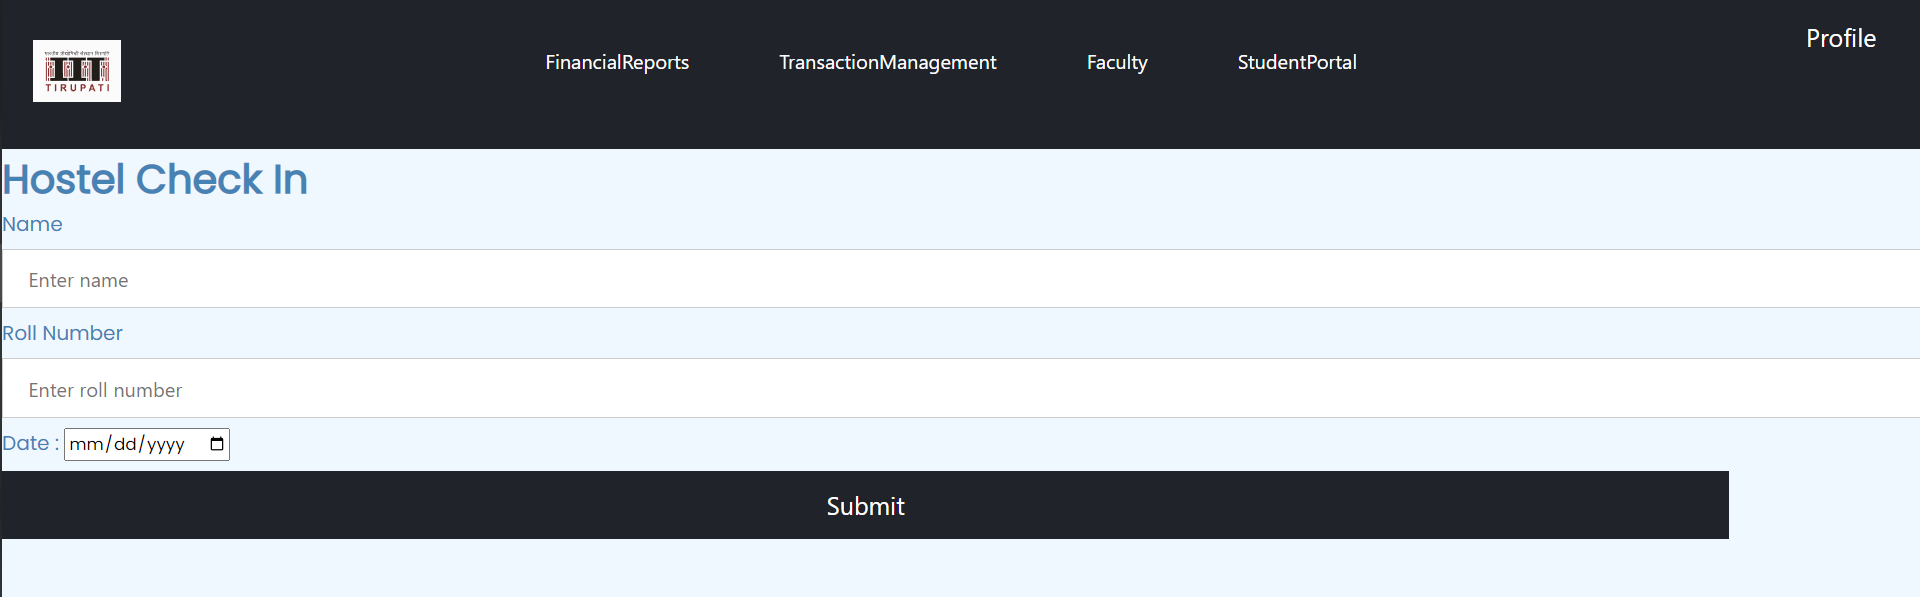 TIRUPATI
FinancialReports TransactionManagement Faculty StudentPortal
Profile
Hostel Check In
Name
Enter name
Roll Number
Enter roll number
Date : mm/dd/yyyy
Submit